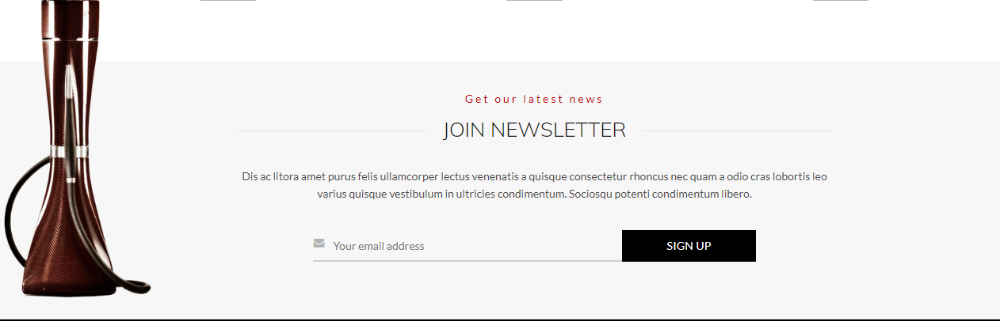 Get our latest news
JOIN NEWSLETTER
Dis ac litora amet purus felis ullamcorper lectus venenatis a quisque consectetur rhoncus nec quam a odio cras lobortis leo
varius quisque vestibulum in ultricies condimentum. Sociosqu potenti condimentum libero.
Your email address
SIGN UP